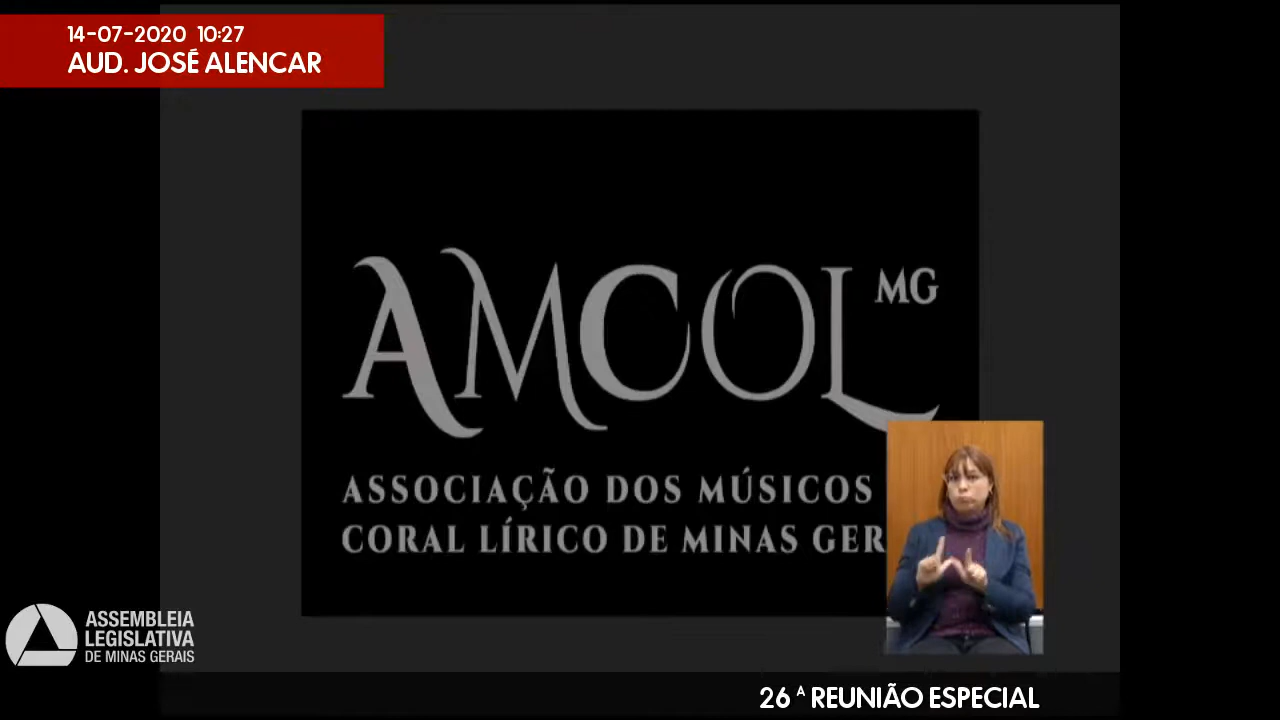 14-07-2020 10:27
AUD. JOSÉ ALENCAR
AMCOL MG
ASSOCIAÇÃO DOS MÚSICOS
CORAL LÍRICO DE MINAS
ASSEMBLEIA
LEGISLATIVA
DE MINAS GERAIS
26ª REUNIÃO ESPECIAL